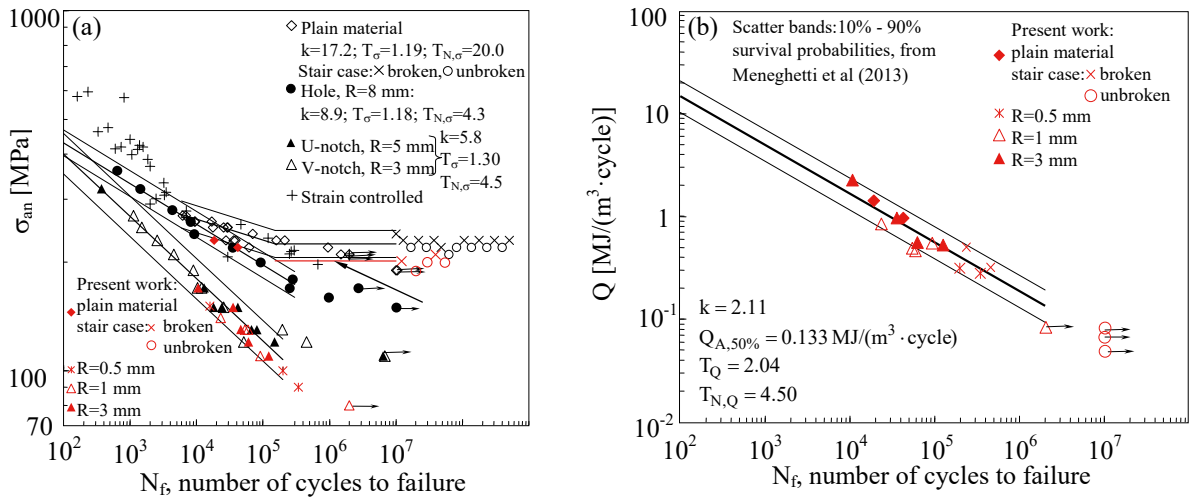 (a)
1000
100
70
σ_an [MPa]
◇ Plain material
k=17.2; T_σ=1.19; T_N,σ=20.0
Stair case:× broken,○ unbroken
● Hole, R=8 mm:
k=8.9; T_σ=1.18; T_N,σ=4.3
▲ U-notch, R=5 mm
△ V-notch, R=3 mm
k=5.8
T_σ=1.30
T_N,σ=4.5
+ Strain controlled
Present work:
plain material
stair case: × broken
○ unbroken
R=0.5 mm
R=1 mm
R=3 mm
10^2 10^3 10^4 10^5 10^6 10^7
N_f, number of cycles to failure
(b)
100
10
1
10^-1
10^-2
Q [MJ/(m^3·cycle)]
Scatter bands:10% - 90%
survival probabilities, from
Meneghetti et al (2013)
Present work:
plain material
stair case: × broken
○ unbroken
R=0.5 mm
R=1 mm
R=3 mm
k = 2.11
Q_A,50% = 0.133 MJ/(m^3·cycle)
T_Q = 2.04
T_N,Q = 4.50
10^2 10^3 10^4 10^5 10^6 10^7
N_f, number of cycles to failure